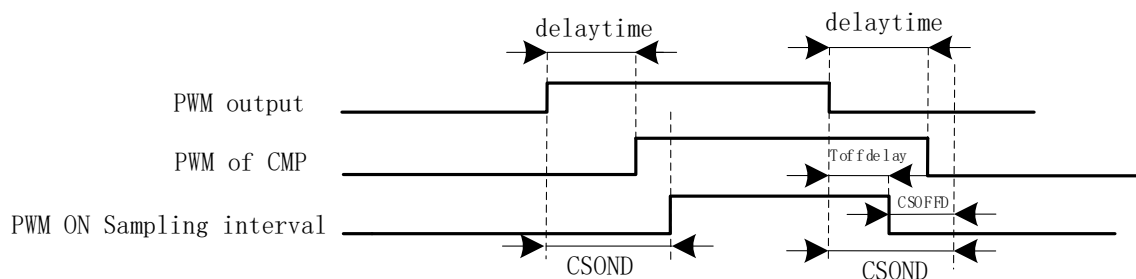 delaytime
delaytime
PWM output
PWM of CMP
Toffdelay
PWM ON Sampling interval
CSOFFD
CSOND
CSOND